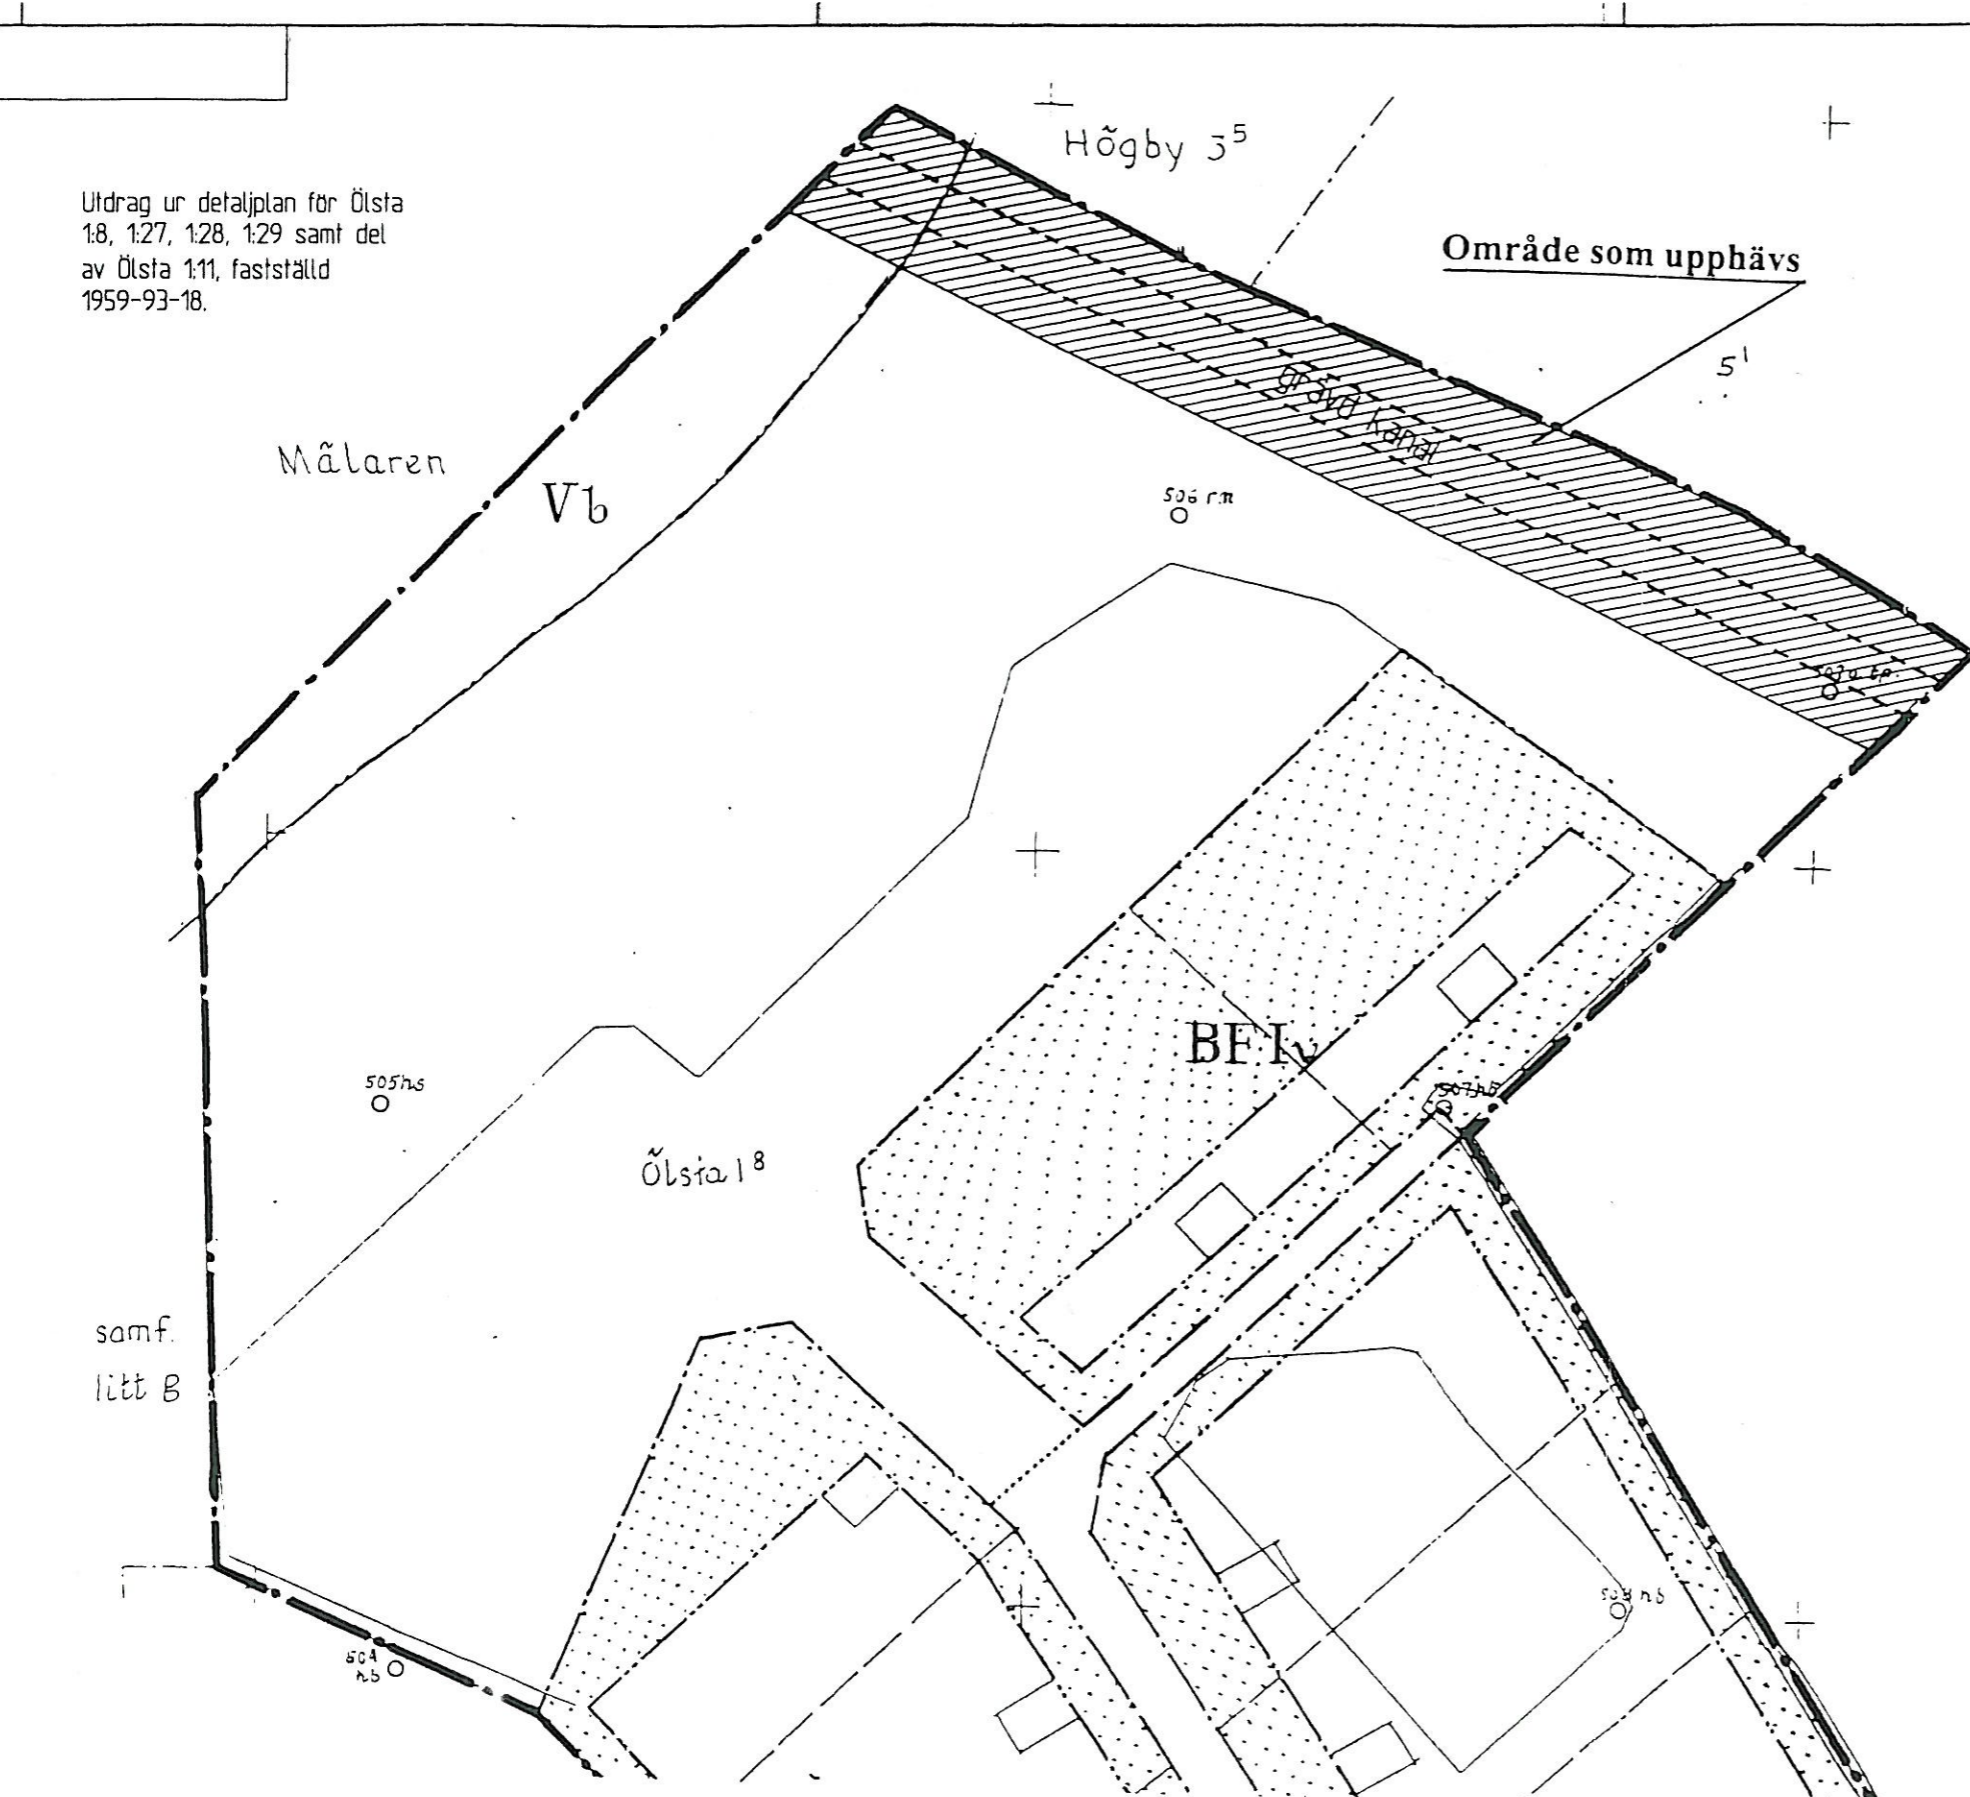 Högby 3⁵
Utdrag ur detaljplan för Ölsta
1:8, 1:27, 1:28, 1:29 samt del
av Ölsta 1:11, fastställd
1959-93-18.
Område som upphävs
5¹
grävd kanal
Mälaren
Vb
506 rn
BFIv
505hs
507hs
Ölsta 1⁸
samf.
litt B
504
hs